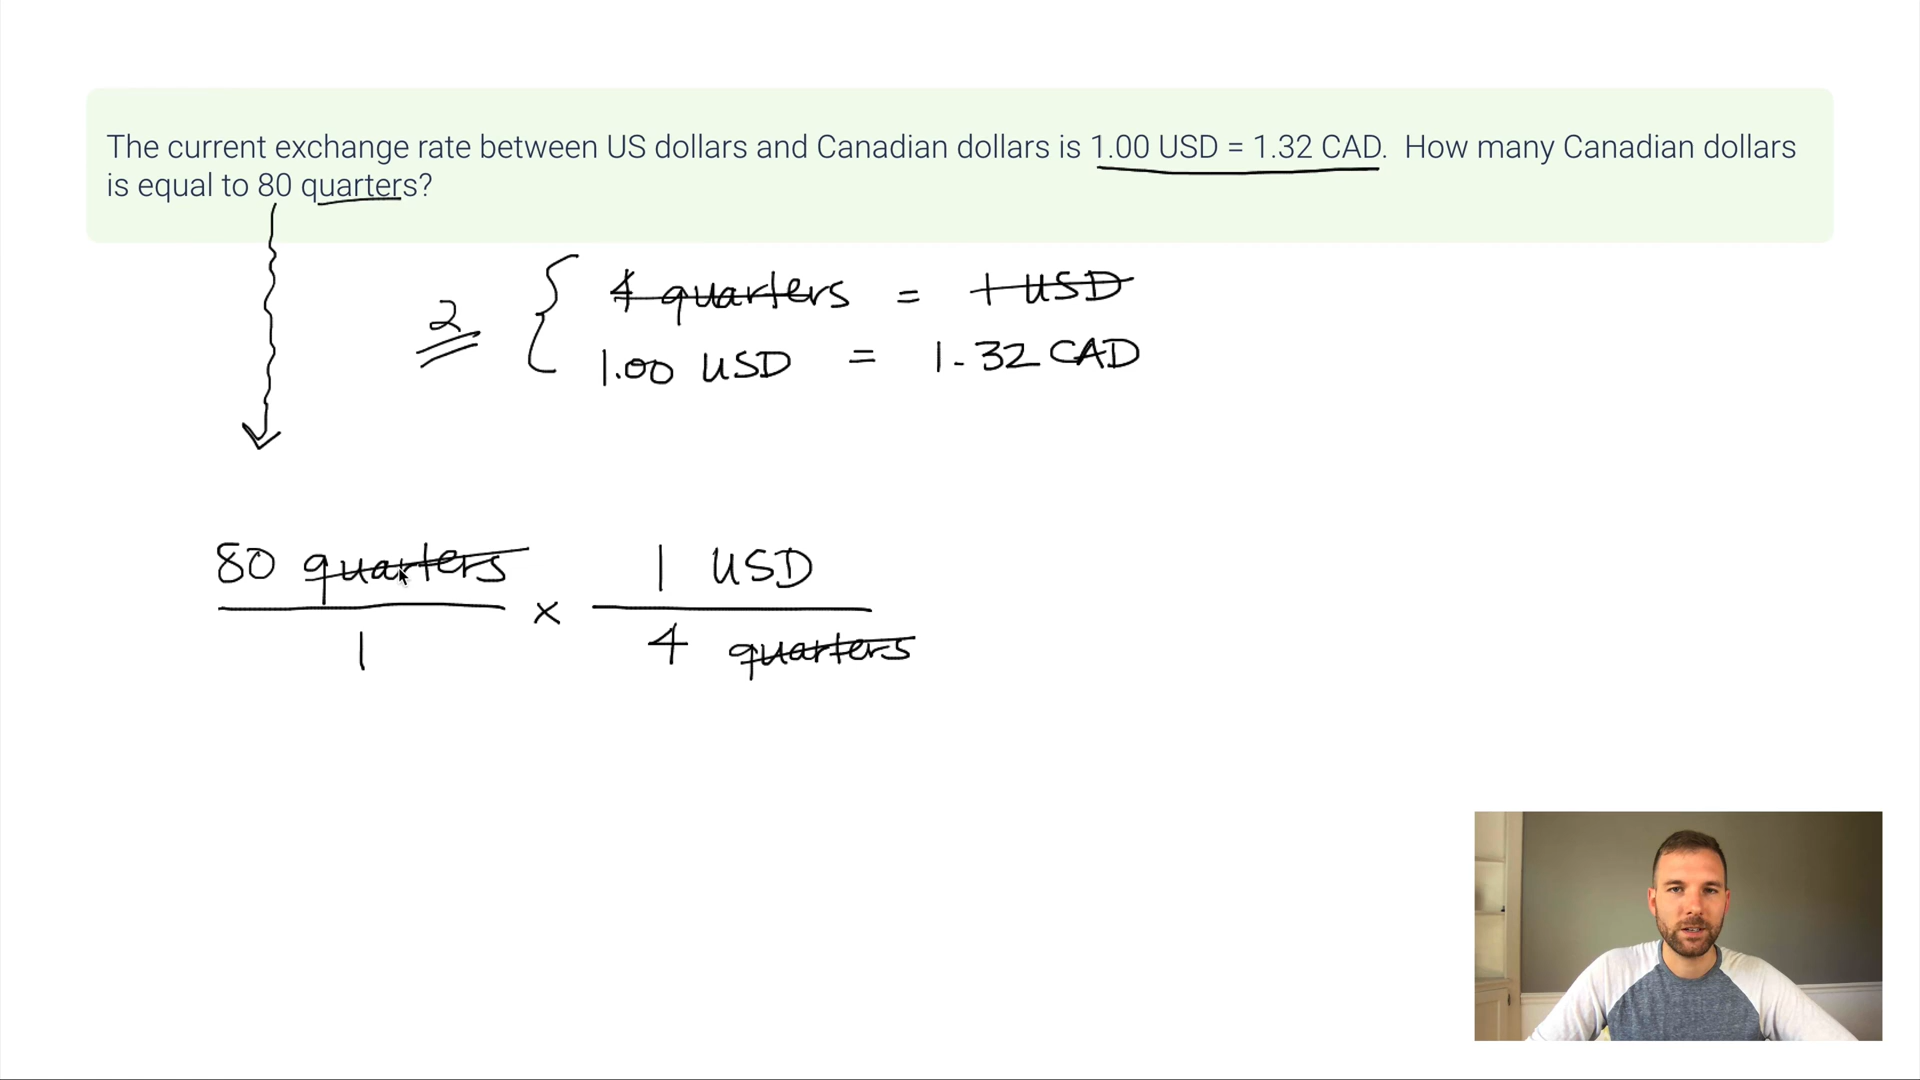 The current exchange rate between US dollars and Canadian dollars is 1.00 USD = 1.32 CAD. How many Canadian dollars
is equal to 80 quarters?
2
4 quarters = 1 USD
1.00 USD = 1.32 CAD
80 quarters
1
×
1 USD
4 quarters